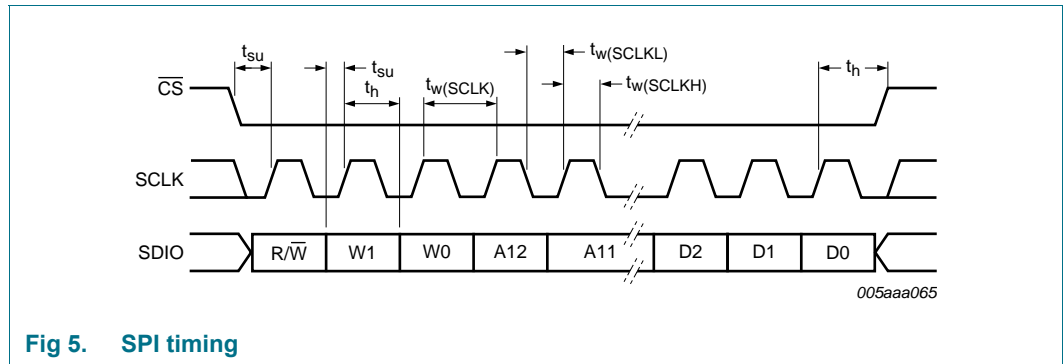 t_su t_su t_h t_w(SCLK) t_w(SCLKL) t_w(SCLKH) t_h
C̅S̅
SCLK
SDIO R/W̅ W1 W0 A12 A11 D2 D1 D0
005aaa065
Fig 5. SPI timing